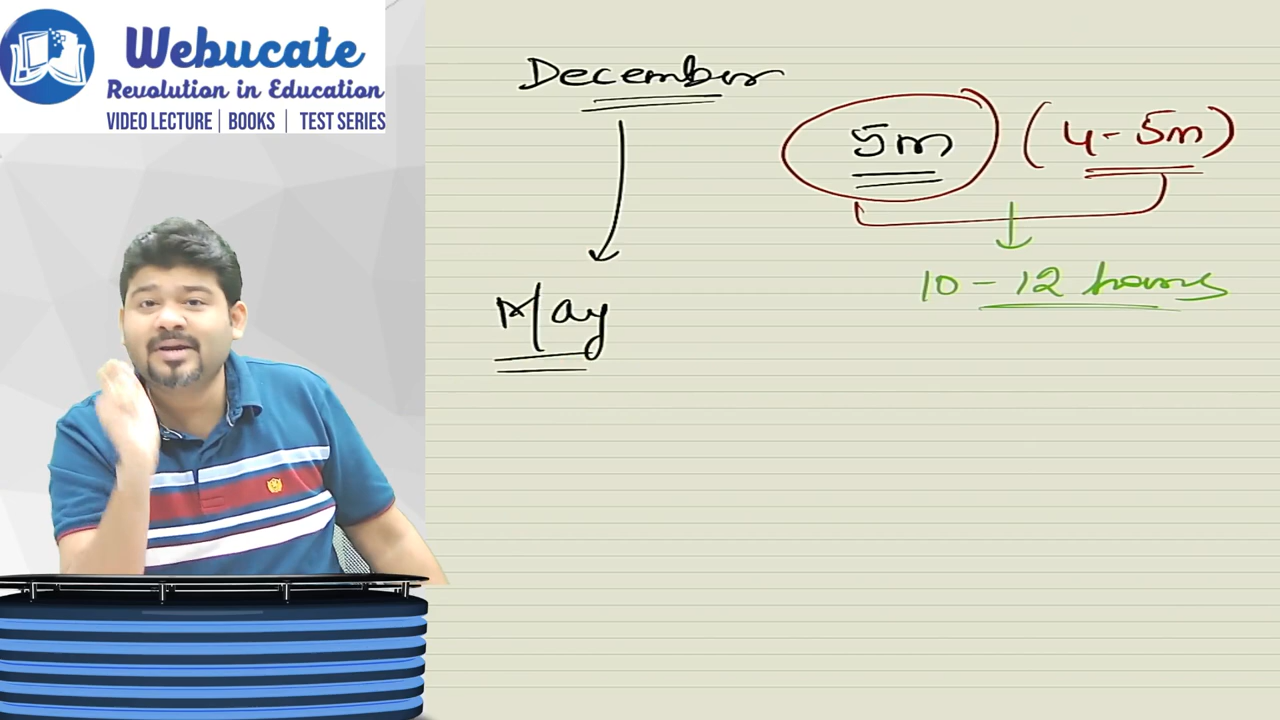 Webucate
Revolution in Education
VIDEO LECTURE | BOOKS | TEST SERIES
December
5m (4-5m)
10-12 hours
May